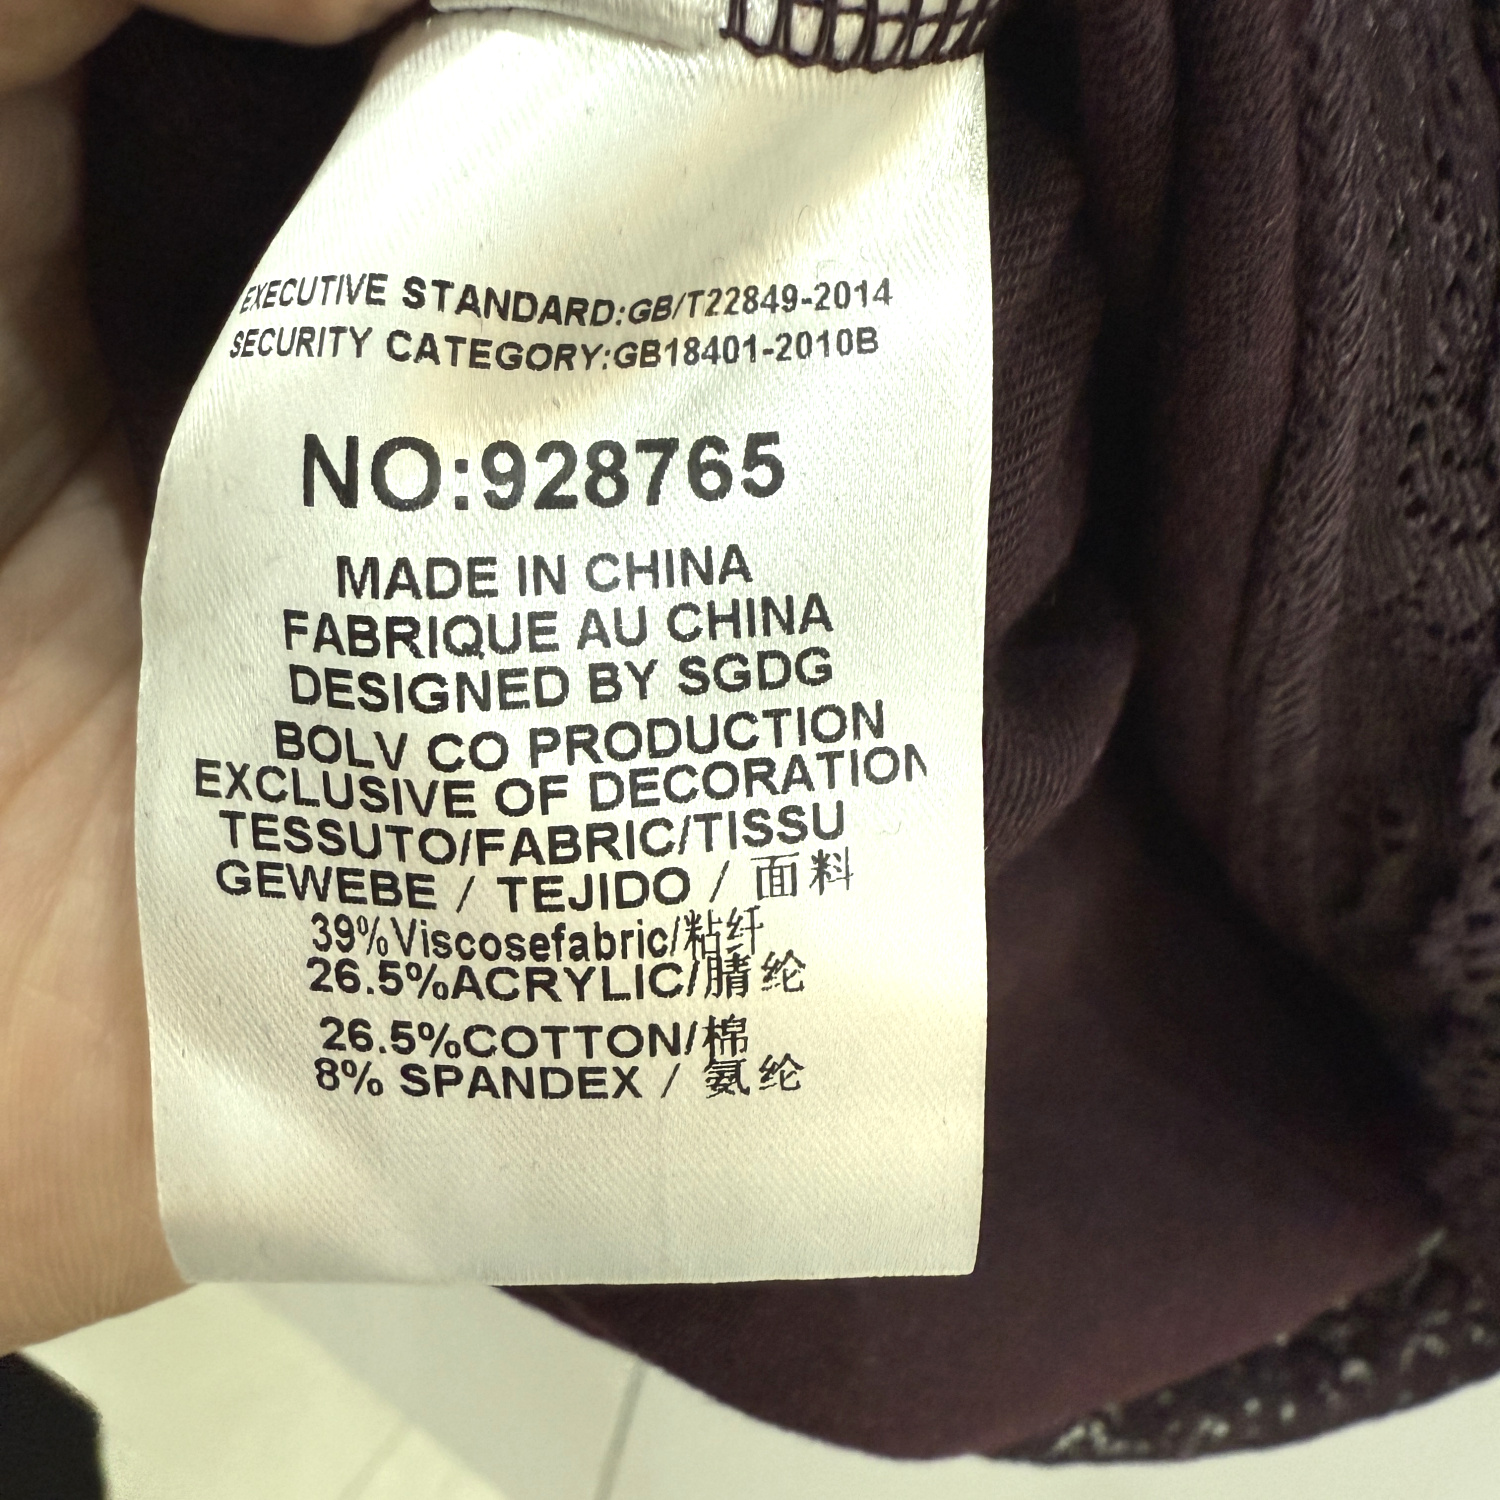 EXECUTIVE STANDARD:GB/T22849-2014
SECURITY CATEGORY:GB18401-2010B
NO:928765
MADE IN CHINA
FABRIQUE AU CHINA
DESIGNED BY SGDG
BOLV CO PRODUCTION
EXCLUSIVE OF DECORATION
TESSUTO/FABRIC/TISSU
GEWEBE / TEJIDO / 面料
39%Viscosefabric/粘纤
26.5%ACRYLIC/腈纶
26.5%COTTON/棉
8% SPANDEX / 氨纶